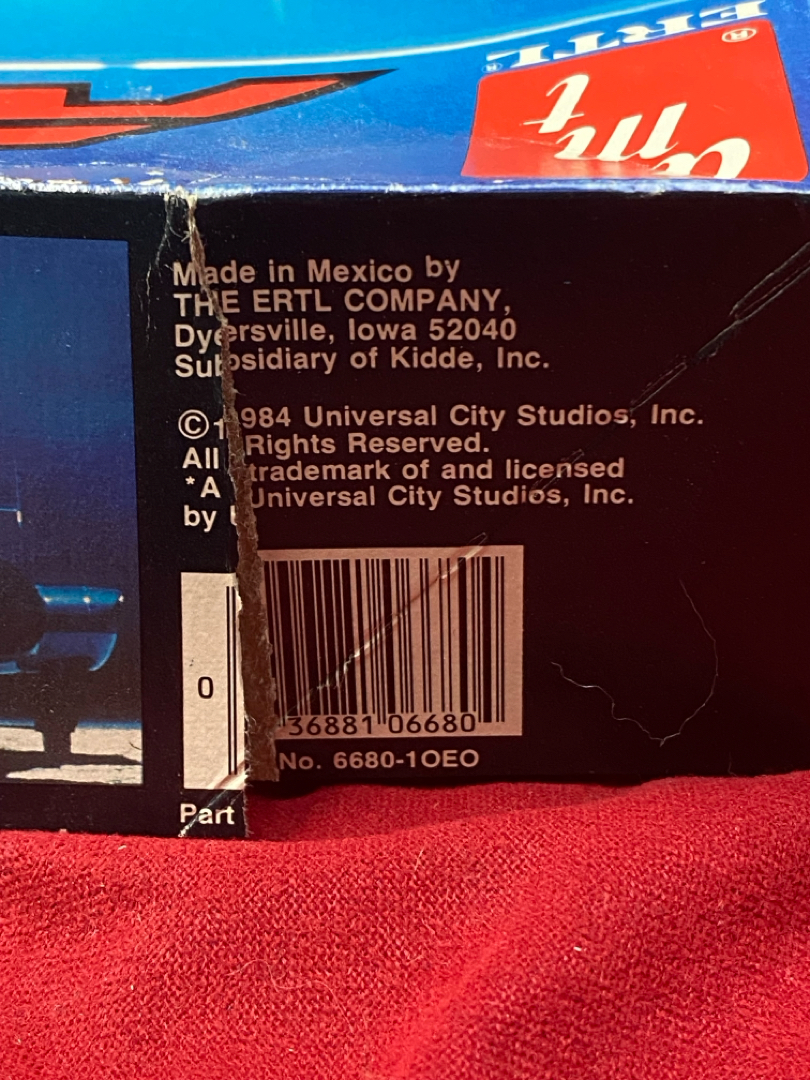 ERTL®
amt
Made in Mexico by
THE ERTL COMPANY,
Dyersville, Iowa 52040
Subsidiary of Kidde, Inc.
©1984 Universal City Studios, Inc.
All Rights Reserved.
*A trademark of and licensed
by Universal City Studios, Inc.
0 36881 06680
Part No. 6680-10EO